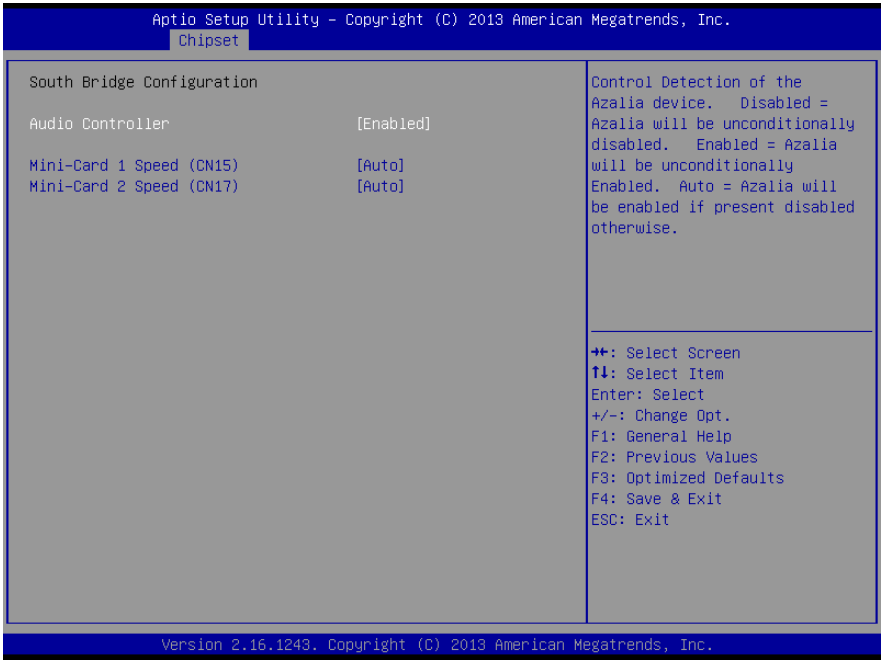 Aptio Setup Utility – Copyright (C) 2013 American Megatrends, Inc.
Chipset
South Bridge Configuration
Audio Controller [Enabled]
Mini-Card 1 Speed (CN15) [Auto]
Mini-Card 2 Speed (CN17) [Auto]
Control Detection of the
Azalia device. Disabled =
Azalia will be unconditionally
disabled. Enabled = Azalia
will be unconditionally
Enabled. Auto = Azalia will
be enabled if present disabled
otherwise.
→←: Select Screen
↑↓: Select Item
Enter: Select
+/-: Change Opt.
F1: General Help
F2: Previous Values
F3: Optimized Defaults
F4: Save & Exit
ESC: Exit
Version 2.16.1243. Copyright (C) 2013 American Megatrends, Inc.